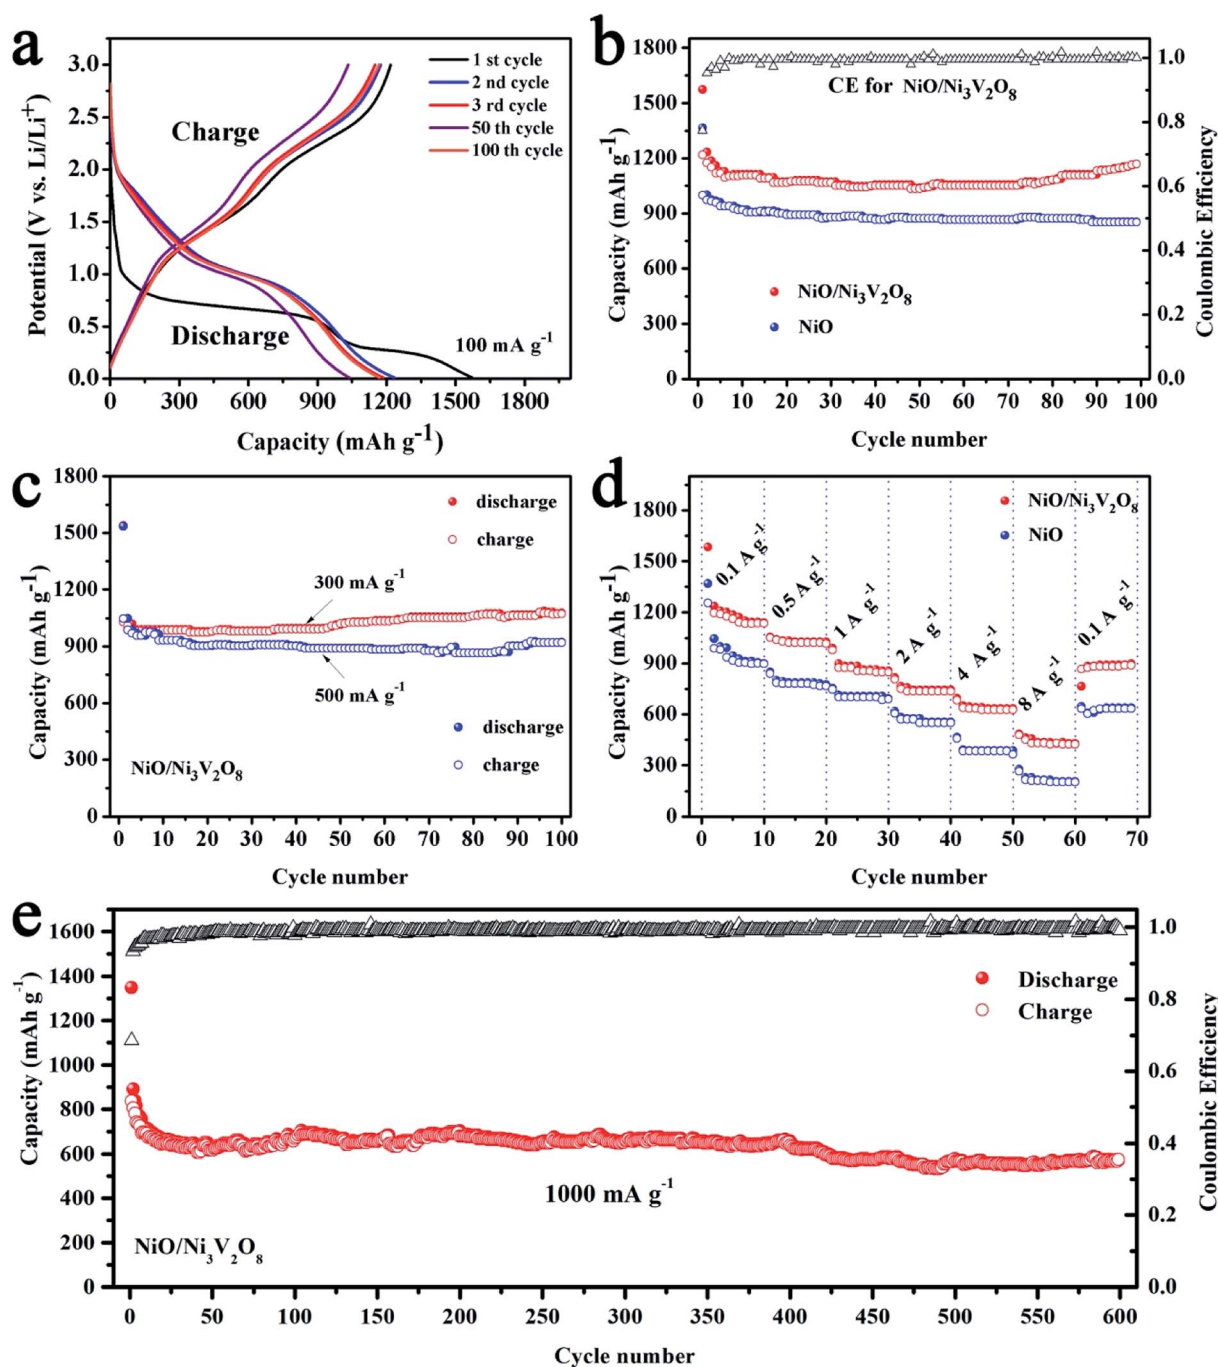 a
3.0
2.5
2.0
1.5
1.0
0.5
0.0
Potential (V vs. Li/Li⁺)
Charge
Discharge
1 st cycle
2 nd cycle
3 rd cycle
50 th cycle
100 th cycle
100 mA g⁻¹
0 300 600 900 1200 1500 1800
Capacity (mAh g⁻¹)
b
1800
1500
1200
900
600
300
0
Capacity (mAh g⁻¹)
CE for NiO/Ni₃V₂O₈
NiO/Ni₃V₂O₈
NiO
1.0
0.8
0.6
0.4
0.2
0.0
Coulombic Efficiency
0 10 20 30 40 50 60 70 80 90 100
Cycle number
c
1800
1500
1200
900
600
300
0
Capacity (mAh g⁻¹)
discharge
charge
300 mA g⁻¹
500 mA g⁻¹
discharge
charge
NiO/Ni₃V₂O₈
0 10 20 30 40 50 60 70 80 90 100
Cycle number
d
1800
1500
1200
900
600
300
0
Capacity (mAh g⁻¹)
NiO/Ni₃V₂O₈
NiO
0.1 A g⁻¹
0.5 A g⁻¹
1 A g⁻¹
2 A g⁻¹
4 A g⁻¹
8 A g⁻¹
0.1 A g⁻¹
0 10 20 30 40 50 60 70
Cycle number
e
1600
1400
1200
1000
800
600
400
200
0
Capacity (mAh g⁻¹)
Discharge
Charge
1000 mA g⁻¹
NiO/Ni₃V₂O₈
1.0
0.8
0.6
0.4
0.2
0.0
Coulombic Efficiency
0 50 100 150 200 250 300 350 400 450 500 550 600
Cycle number